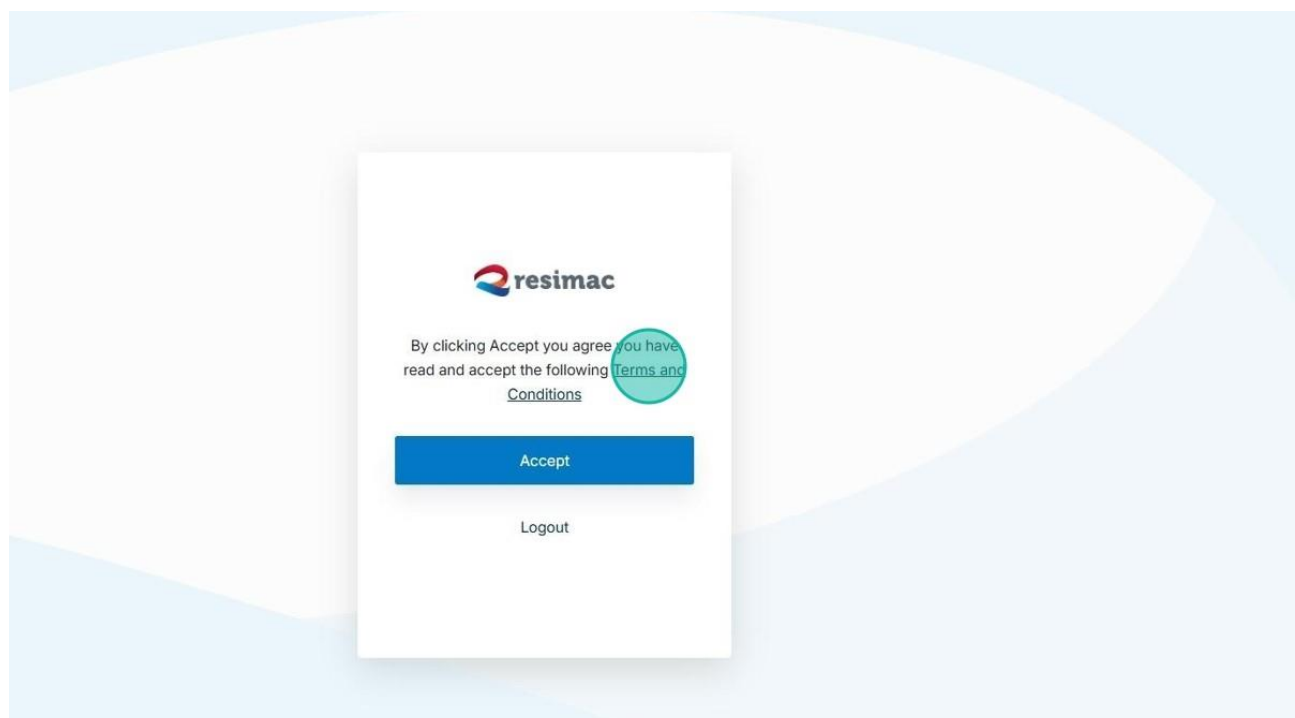 resimac
By clicking Accept you agree you have
read and accept the following Terms and
Conditions
Accept
Logout